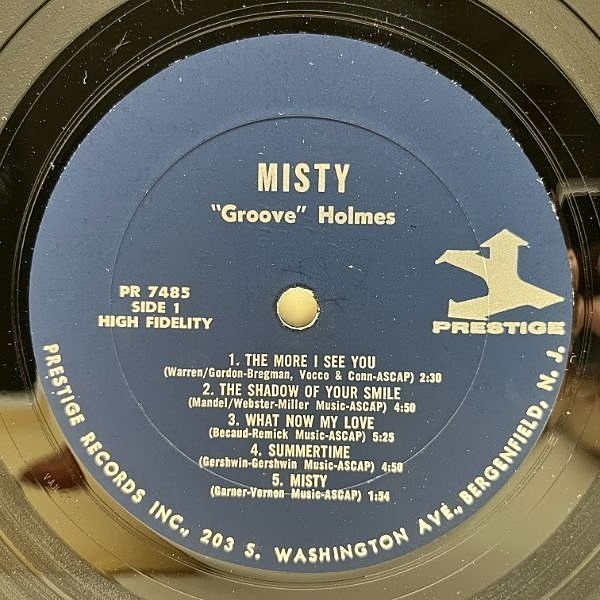 MISTY
"Groove" Holmes
PR 7485
SIDE 1
HIGH FIDELITY
PRESTIGE
1. THE MORE I SEE YOU
(Warren/Gordon-Bregman, Vocco & Conn-ASCAP) 2:30
2. THE SHADOW OF YOUR SMILE
(Mandel/Webster-Miller Music-ASCAP) 4:50
3. WHAT NOW MY LOVE
(Becaud-Remick Music-ASCAP) 5:25
4. SUMMERTIME
(Gershwin-Gershwin Music-ASCAP) 4:50
5. MISTY
(Garner-Vernon Music-ASCAP) 1:54
PRESTIGE RECORDS INC., 203 S. WASHINGTON AVE., BERGENFIELD, N. J.